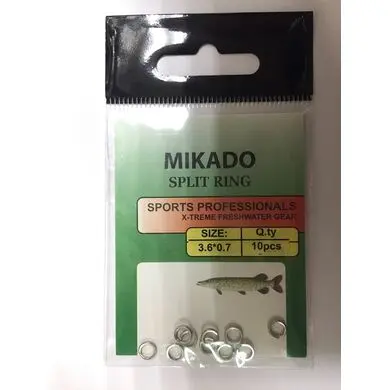 MIKADO
SPLIT RING
SPORTS PROFESSIONALS
X-TREME FRESHWATER GEAR
SIZE: Q.ty
3.6*0.7 10pcs